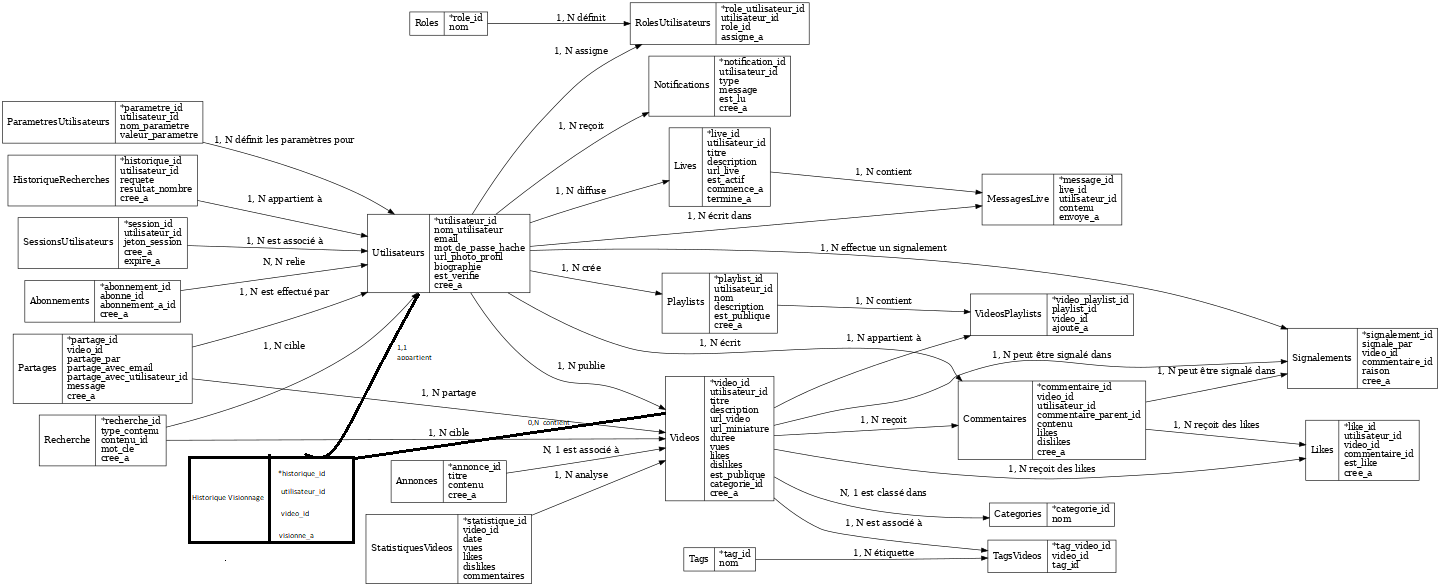 Roles
*role_id
nom
1, N définit
RolesUtilisateurs
*role_utilisateur_id
utilisateur_id
role_id
assigne_a
1, N assigne
Notifications
*notification_id
utilisateur_id
type
message
est_lu
cree_a
1, N reçoit
ParametresUtilisateurs
*parametre_id
utilisateur_id
nom_parametre
valeur_parametre
1, N définit les paramètres pour
Lives
*live_id
utilisateur_id
titre
description
url_live
est_actif
commence_a
termine_a
1, N diffuse
HistoriqueRecherches
*historique_id
utilisateur_id
requete
resultat_nombre
cree_a
1, N appartient à
1, N contient
MessagesLive
*message_id
live_id
utilisateur_id
contenu
envoye_a
1, N écrit dans
SessionsUtilisateurs
*session_id
utilisateur_id
jeton_session
cree_a
expire_a
1, N est associé à
Utilisateurs
*utilisateur_id
nom_utilisateur
email
mot_de_passe_hache
url_photo_profil
biographie
est_verifie
cree_a
1, N effectue un signalement
N, N relie
Abonnements
*abonnement_id
abonne_id
abonnement_a_id
cree_a
1, N est effectué par
1, N crée
Playlists
*playlist_id
utilisateur_id
nom
description
est_publique
cree_a
1, N contient
VideosPlaylists
*video_playlist_id
playlist_id
video_id
ajoute_a
Partages
*partage_id
video_id
partage_par
partage_avec_email
partage_avec_utilisateur_id
message
cree_a
1, N cible
1,1
appartient
1, N écrit
1, N appartient à
1, N peut être signalé dans
Signalements
*signalement_id
signale_par
video_id
commentaire_id
raison
cree_a
1, N publie
1, N peut être signalé dans
1, N partage
Videos
*video_id
utilisateur_id
titre
description
url_video
url_miniature
duree
vues
likes
dislikes
est_publique
categorie_id
cree_a
Commentaires
*commentaire_id
video_id
utilisateur_id
commentaire_parent_id
contenu
likes
dislikes
cree_a
1, N reçoit
1, N reçoit des likes
Likes
*like_id
utilisateur_id
video_id
commentaire_id
est_like
cree_a
Recherche
*recherche_id
type_contenu
contenu_id
mot_cle
cree_a
1, N cible
0,N contient
N, 1 est associé à
1, N reçoit des likes
Historique Visionnage
*historique_id
utilisateur_id
video_id
visionne_a
Annonces
*annonce_id
titre
contenu
cree_a
1, N analyse
N, 1 est classé dans
Categories
*categorie_id
nom
StatistiquesVideos
*statistique_id
video_id
date
vues
likes
dislikes
commentaires
1, N est associé à
Tags
*tag_id
nom
1, N étiquette
TagsVideos
*tag_video_id
video_id
tag_id